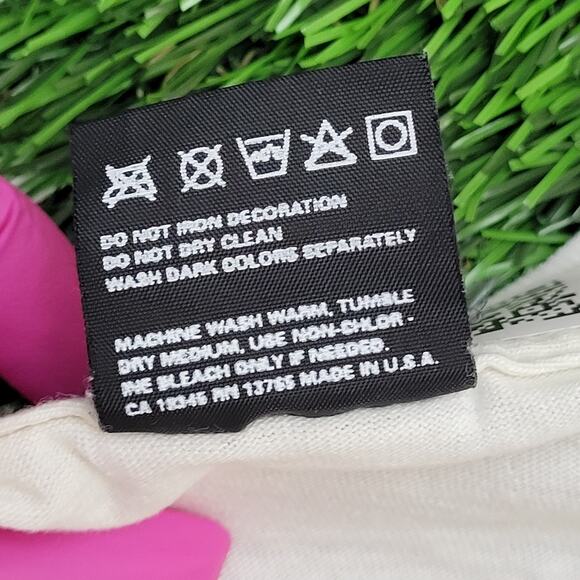 DO NOT IRON DECORATION
DO NOT DRY CLEAN
WASH DARK COLORS SEPARATELY
MACHINE WASH WARM, TUMBLE
DRY MEDIUM, USE NON-CHLOR-
INE BLEACH ONLY IF NEEDED.
CA 19345 RN 13765 MADE IN U.S.A.